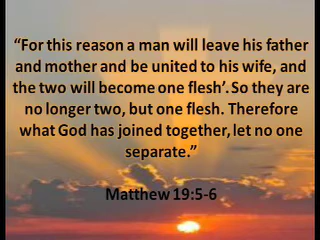 “For this reason a man will leave his father
and mother and be united to his wife, and
the two will become one flesh’. So they are
no longer two, but one flesh. Therefore
what God has joined together, let no one
separate.”
Matthew 19:5-6